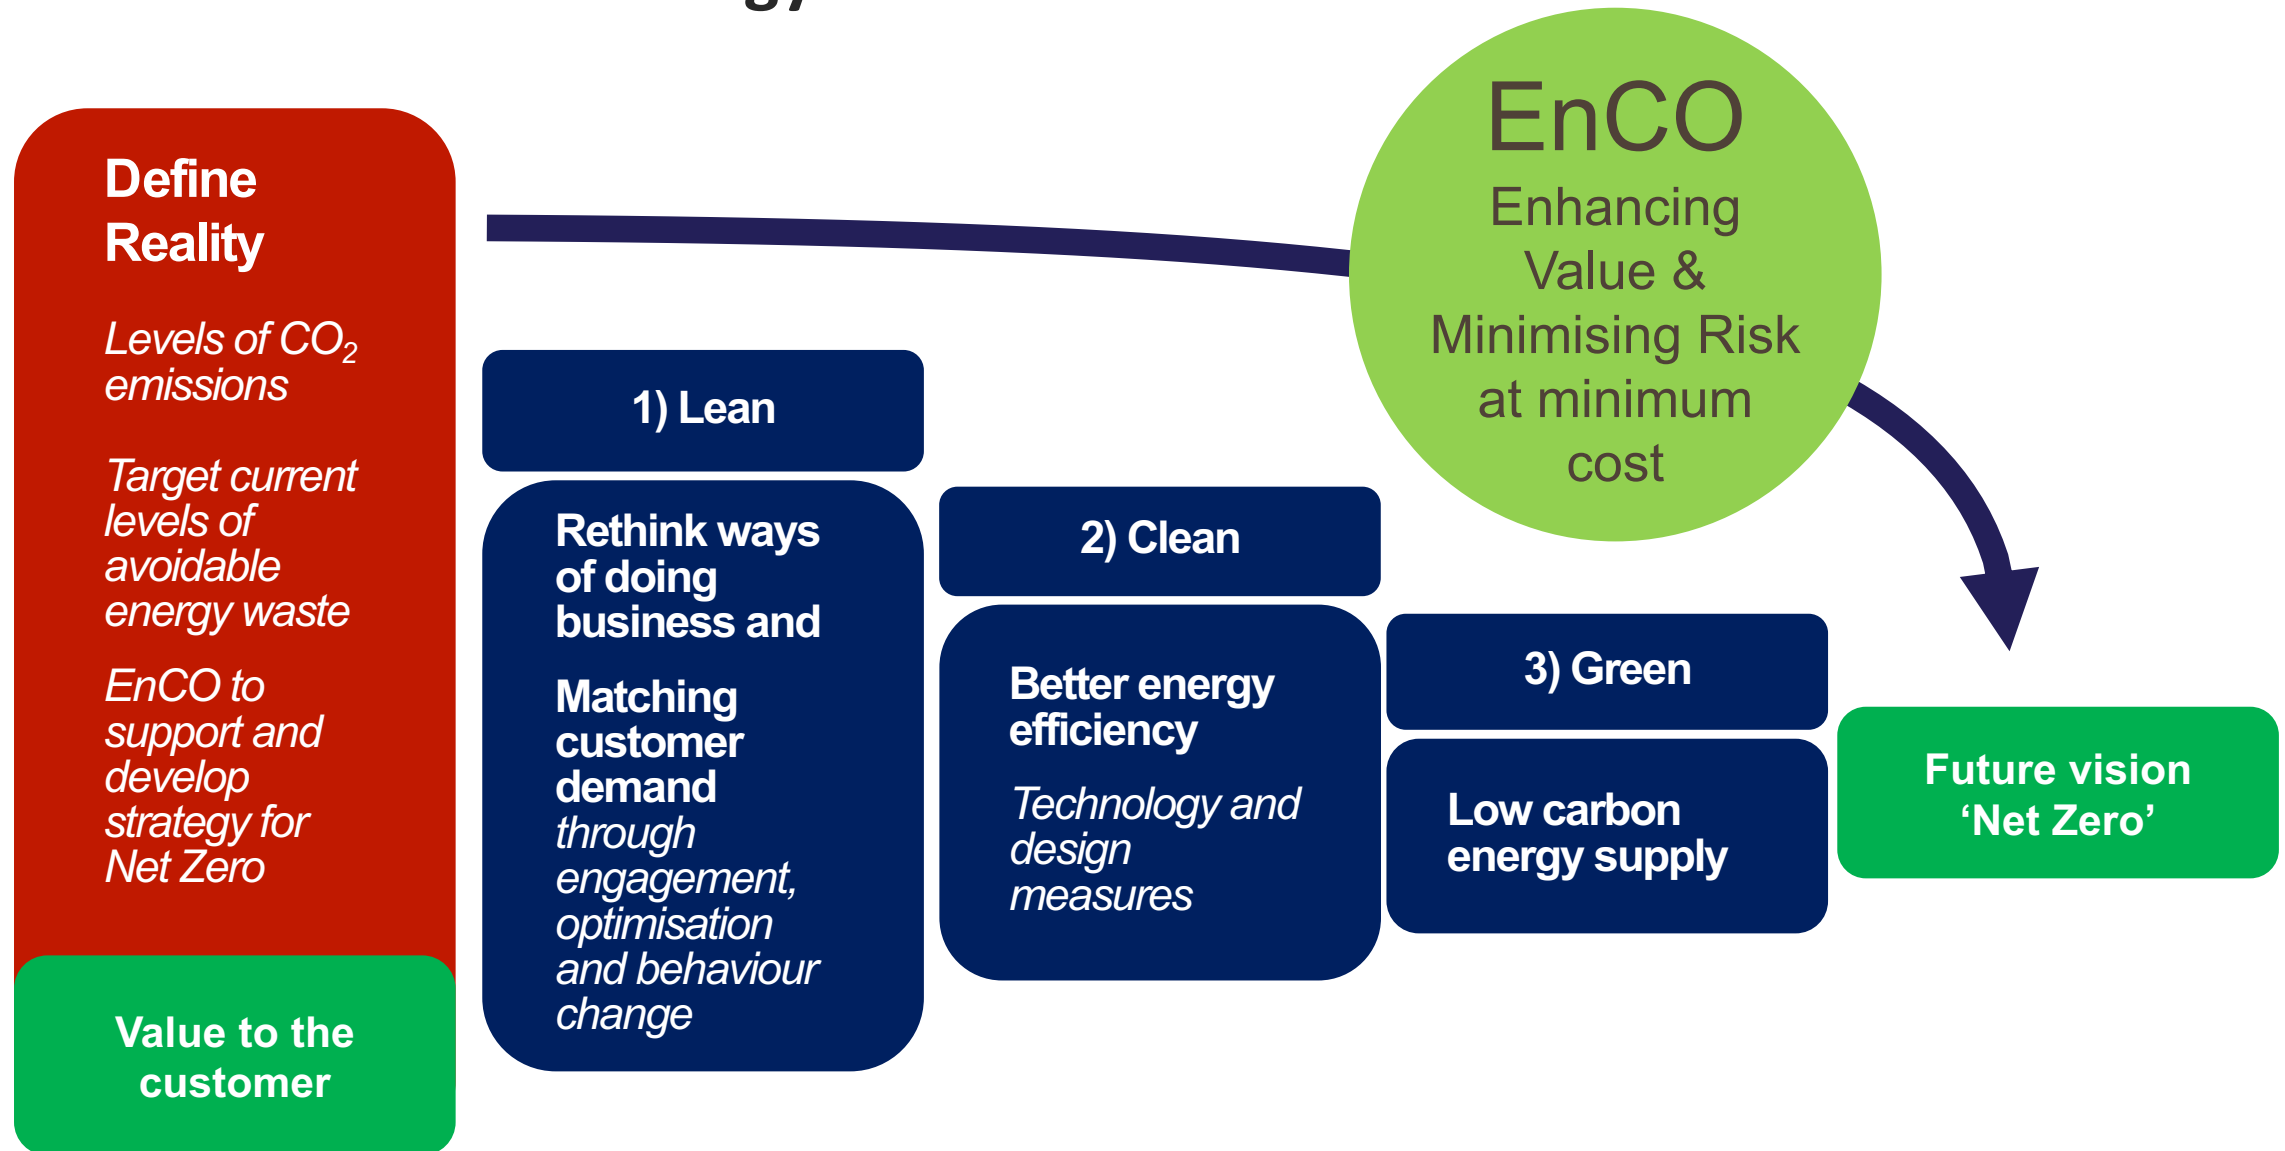 Define
Reality
Levels of CO₂
emissions
Target current
levels of
avoidable
energy waste
EnCO to
support and
develop
strategy for
Net Zero
Value to the
customer
1) Lean
Rethink ways
of doing
business and
Matching
customer
demand
through
engagement,
optimisation
and behaviour
change
2) Clean
Better energy
efficiency
Technology and
design
measures
3) Green
Low carbon
energy supply
EnCO
Enhancing
Value &
Minimising Risk
at minimum
cost
Future vision
‘Net Zero’